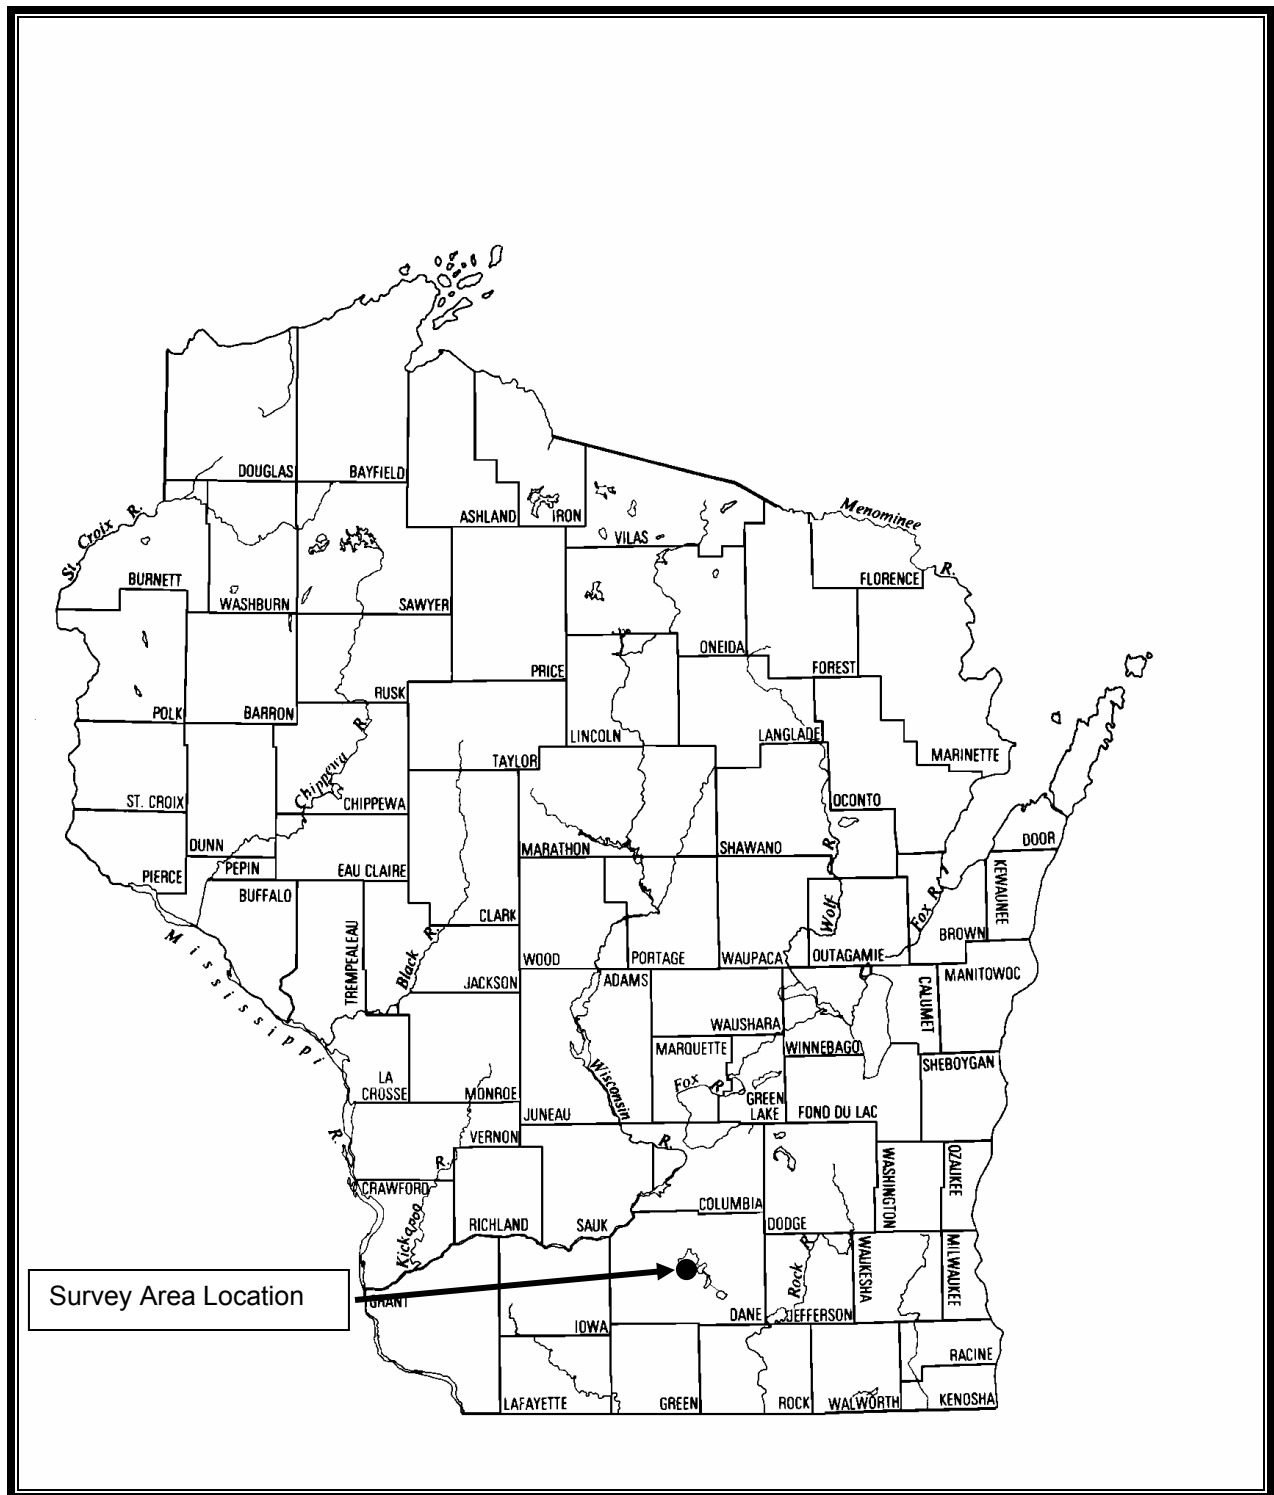 DOUGLAS
BAYFIELD
ASHLAND
IRON
VILAS
Menominee
R.
St. Croix R.
BURNETT
WASHBURN
SAWYER
FLORENCE
PRICE
ONEIDA
FOREST
POLK
BARRON
RUSK
LINCOLN
LANGLADE
MARINETTE
Chippewa R.
TAYLOR
ST. CROIX
CHIPPEWA
OCONTO
DUNN
MARATHON
SHAWANO
R.
DOOR
PIERCE
PEPIN
EAU CLAIRE
KEWAUNEE
BUFFALO
CLARK
Wolf
Fox R.
BROWN
Mississippi
TREMPEALEAU
Black R.
WOOD
PORTAGE
WAUPACA
OUTAGAMIE
JACKSON
ADAMS
CALUMET
MANITOWOC
WAUSHARA
MARQUETTE
WINNEBAGO
SHEBOYGAN
LA
CROSSE
MONROE
Wisconsin
Fox R.
GREEN
LAKE
JUNEAU
FOND DU LAC
R.
VERNON
R.
R.
CRAWFORD
WASHINGTON
OZAUKEE
Kickapoo
RICHLAND
SAUK
COLUMBIA
DODGE
R.
Rock
WAUKESHA
MILWAUKEE
Survey Area Location
GRANT
IOWA
DANE
JEFFERSON
RACINE
LAFAYETTE
GREEN
ROCK
WALWORTH
KENOSHA